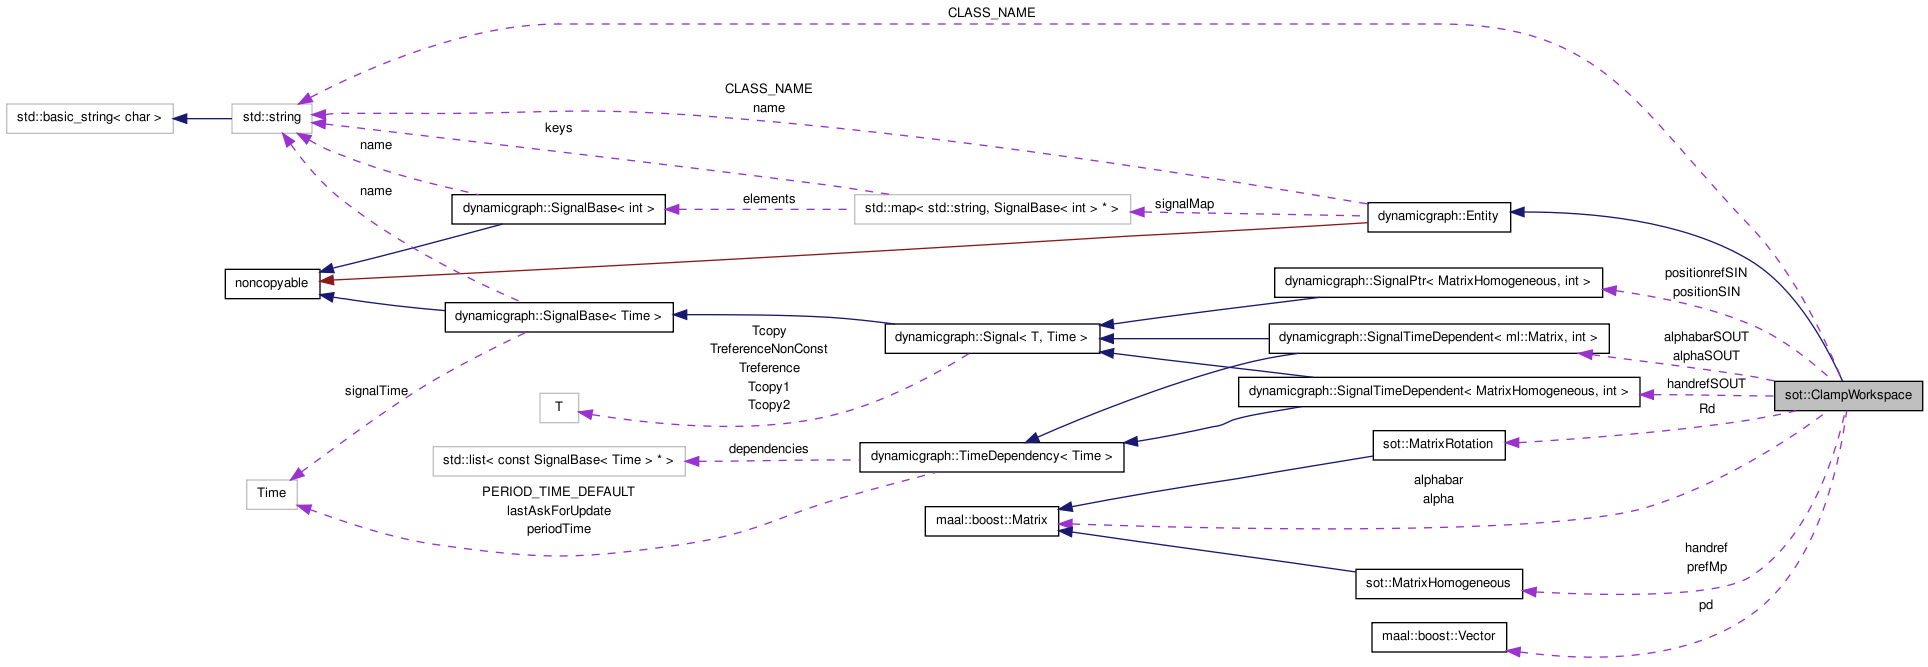 CLASS_NAME
CLASS_NAME
name
std::basic_string< char >
std::string
keys
name
name
dynamicgraph::SignalBase< int >
elements
std::map< std::string, SignalBase< int > * >
signalMap
dynamicgraph::Entity
noncopyable
dynamicgraph::SignalBase< Time >
dynamicgraph::SignalPtr< MatrixHomogeneous, int >
positionrefSIN
positionSIN
Tcopy
TreferenceNonConst
Treference
Tcopy1
Tcopy2
dynamicgraph::Signal< T, Time >
dynamicgraph::SignalTimeDependent< ml::Matrix, int >
alphabarSOUT
alphaSOUT
signalTime
T
dynamicgraph::SignalTimeDependent< MatrixHomogeneous, int >
handrefSOUT
sot::ClampWorkspace
Rd
std::list< const SignalBase< Time > * >
dependencies
dynamicgraph::TimeDependency< Time >
sot::MatrixRotation
Time
PERIOD_TIME_DEFAULT
lastAskForUpdate
periodTime
alphabar
alpha
maal::boost::Matrix
handref
prefMp
sot::MatrixHomogeneous
pd
maal::boost::Vector